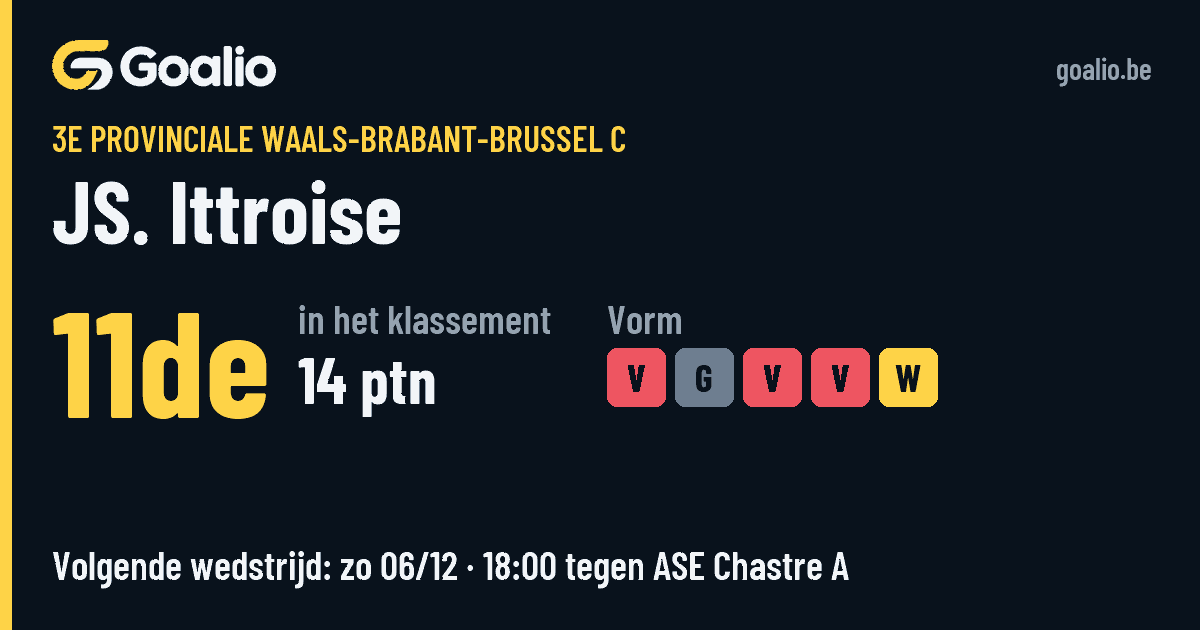 Goalio
goalio.be
3E PROVINCIALE WAALS-BRABANT-BRUSSEL C
JS. Ittroise
11de
in het klassement
14 ptn
Vorm
V G V V W
Volgende wedstrijd: zo 06/12 · 18:00 tegen ASE Chastre A